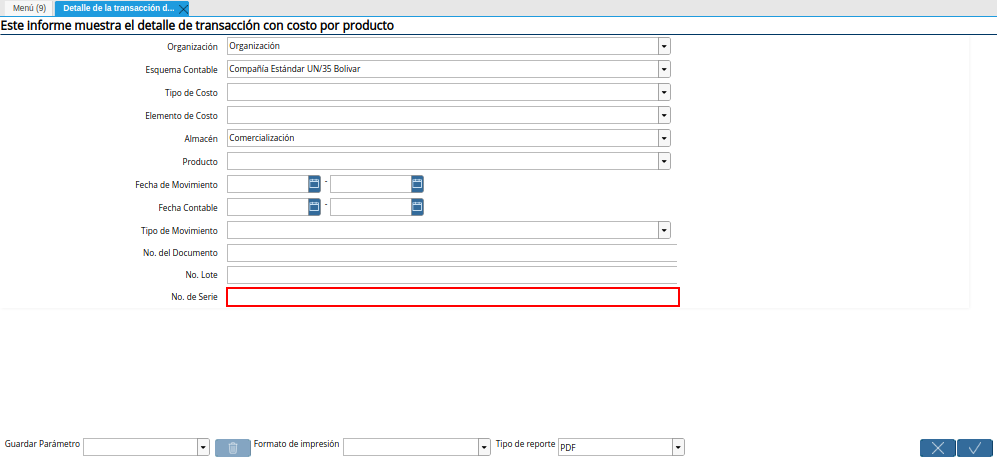 Menú (9)
Detalle de la transacción d...
Este informe muestra el detalle de transacción con costo por producto
Organización Organización
Esquema Contable Compañía Estándar UN/35 Bolivar
Tipo de Costo
Elemento de Costo
Almacén Comercialización
Producto
Fecha de Movimiento -
Fecha Contable -
Tipo de Movimiento
No. del Documento
No. Lote
No. de Serie
Guardar Parámetro Formato de impresión Tipo de reporte PDF